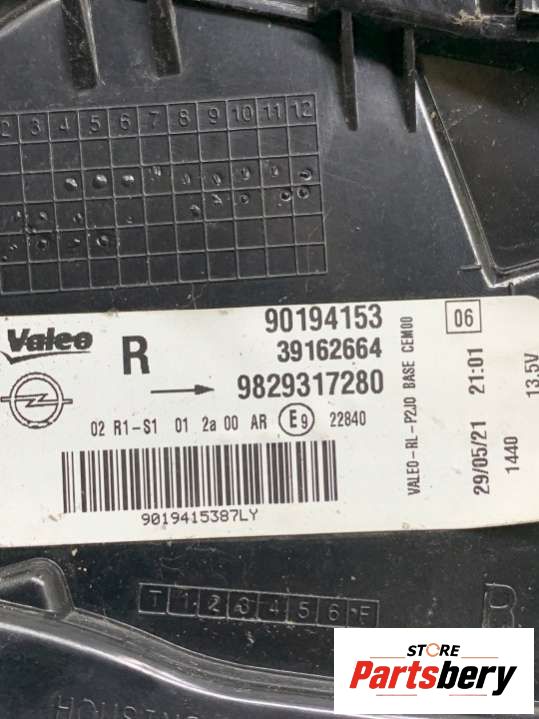 2 3 4 5 6 7 8 9 10 11 12
Valeo
R
90194153
39162664
9829317280
02 R1-S1 01 2a 00 AR E9 22840
9019415387LY
06
VALEO-RL-P2JO BASE CEM00
29/05/21 21:01
1440
13.5V
T 1 2 3 4 5 6 F
B
STORE
Partsbery